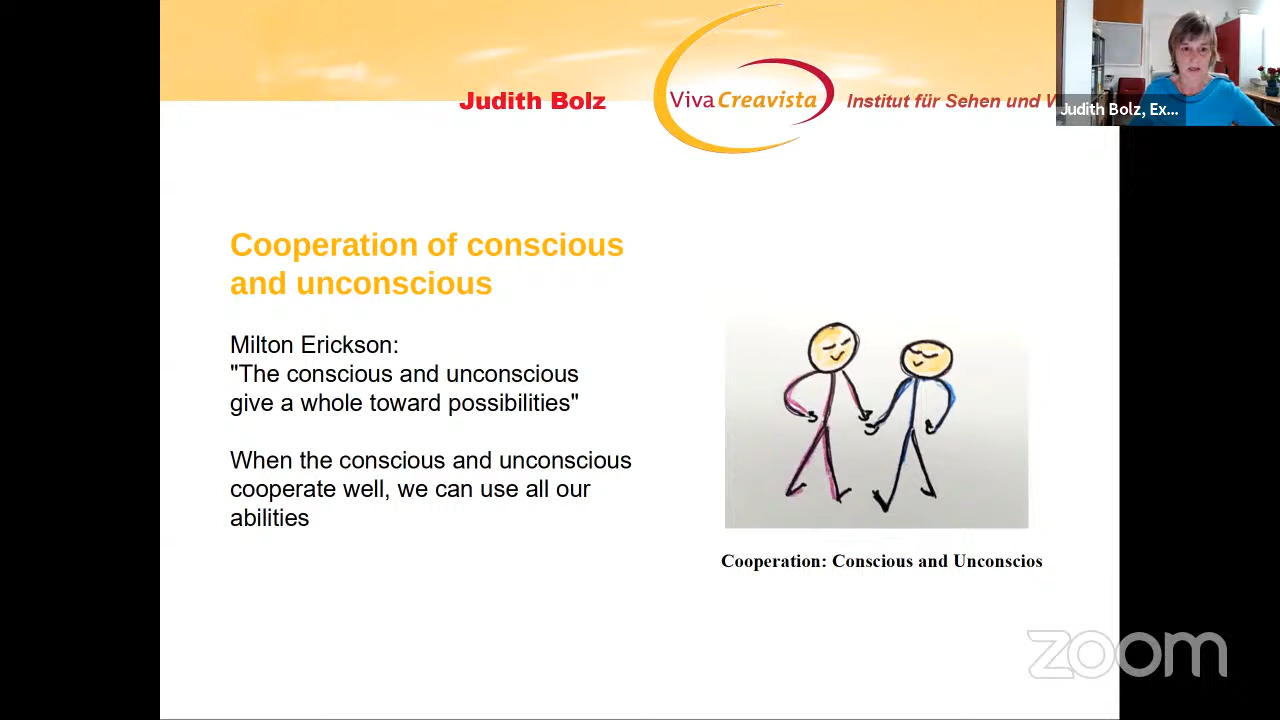 Judith Bolz
VivaCreavista
Institut für Sehen und
Judith Bolz, Ex...
Cooperation of conscious
and unconscious
Milton Erickson:
"The conscious and unconscious
give a whole toward possibilities"
When the conscious and unconscious
cooperate well, we can use all our
abilities
Cooperation: Conscious and Unconscios
zoom